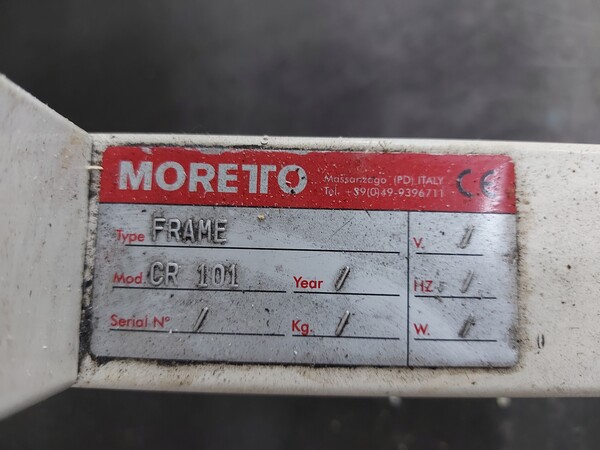 MORETTO
Massanzago (PD) ITALY
Tel. +39(0)49-9396711
CE
Type FRAME V. /
Mod. CR 101 Year / HZ /
Serial N° / Kg. / W. /